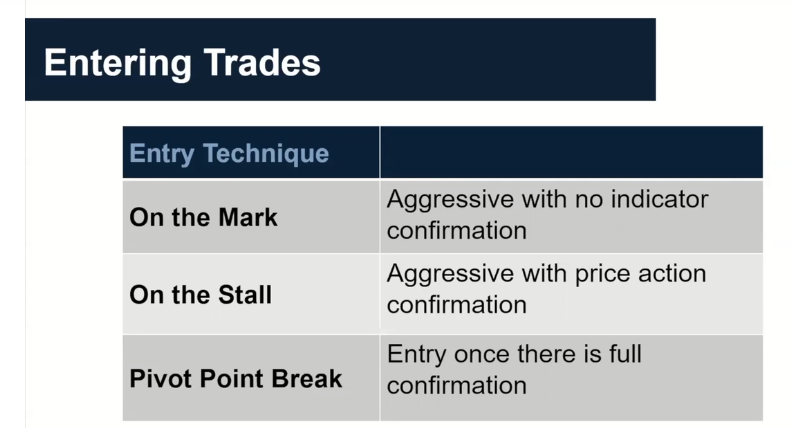 Entering Trades
Entry Technique
On the Mark
Aggressive with no indicator
confirmation
On the Stall
Aggressive with price action
confirmation
Pivot Point Break
Entry once there is full
confirmation